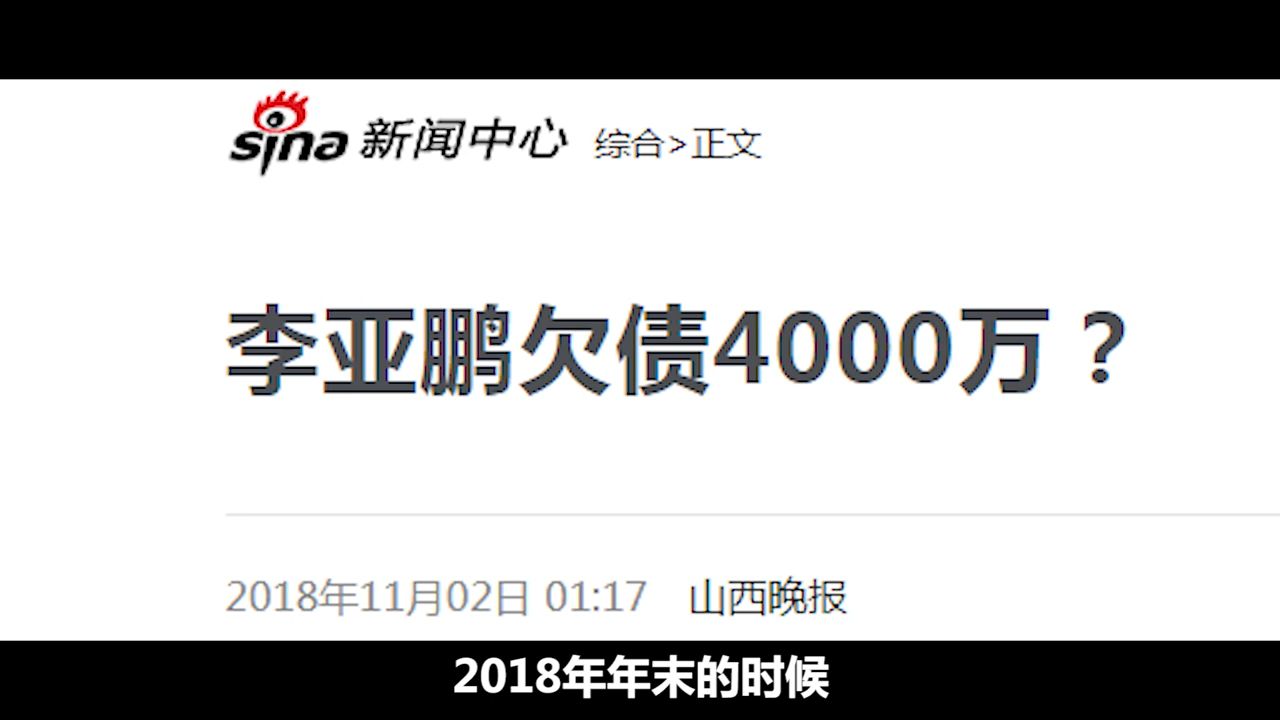 sina 新闻中心 综合>正文
李亚鹏欠债4000万？
2018年11月02日 01:17 山西晚报
2018年年末的时候